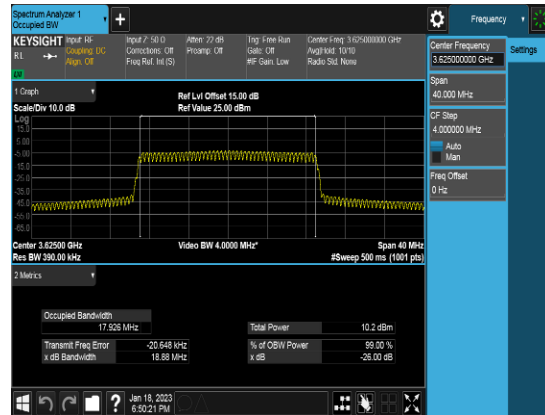 Spectrum Analyzer 1
Occupied BW
+
Frequency
KEYSIGHT
RL
Input: RF
Coupling: DC
Align: Off
Input Z: 50 Ω
Corrections: Off
Freq Ref: Int (S)
Atten: 22 dB
Preamp: Off
Trig: Free Run
Gate: Off
#IF Gain: Low
Center Freq: 3.625000000 GHz
Avg|Hold: 10/10
Radio Std: None
Center Frequency
3.625000000 GHz
Settings
Span
40.000 MHz
CF Step
4.000000 MHz
Auto
Man
Freq Offset
0 Hz
1 Graph
Scale/Div 10.0 dB
Ref Lvl Offset 15.00 dB
Ref Value 25.00 dBm
Log
15.0
5.00
-5.00
-15.0
-25.0
-35.0
-45.0
-55.0
-65.0
Center 3.62500 GHz
Video BW 4.0000 MHz*
Span 40 MHz
Res BW 390.00 kHz
#Sweep 500 ms (1001 pts)
2 Metrics
Occupied Bandwidth
17.926 MHz
Total Power 10.2 dBm
Transmit Freq Error -20.648 kHz
% of OBW Power 99.00 %
x dB Bandwidth 18.88 MHz
x dB -26.00 dB
?
Jan 18, 2023
6:50:21 PM